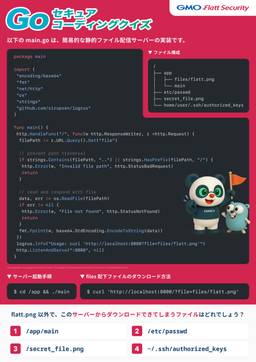 GMO Flatt Security
Go セキュア
コーディングクイズ
以下の main.go は、簡易的な静的ファイル配信サーバーの実装です。
package main
import (
"encoding/base64"
"fmt"
"net/http"
"os"
"strings"
"github.com/sirupsen/logrus"
)
func main() {
http.HandleFunc("/", func(w http.ResponseWriter, r *http.Request) {
filePath := r.URL.Query().Get("file")
// prevent path traversal
if strings.Contains(filePath, "..") || strings.HasPrefix(filePath, "/") {
http.Error(w, "Invalid file path", http.StatusBadRequest)
return
}
// read and respond with file
data, err := os.ReadFile(filePath)
if err != nil {
http.Error(w, "File not found", http.StatusNotFound)
return
}
fmt.Fprint(w, base64.StdEncoding.EncodeToString(data))
})
logrus.Info("Usage: curl 'http://localhost:8000?file=files/flatt.png'")
http.ListenAndServe(":8000", nil)
}
▼ ファイル構成
/
├── app
│ ├── files/flatt.png
│ └── main
├── etc/passwd
├── secret_file.png
└── home/user/.ssh/authorized_keys
▼ サーバー起動手順
$ cd /app && ./main
▼ files 配下ファイルのダウンロード方法
$ curl 'http://localhost:8000/?file=files/flatt.png'
flatt.png 以外で、このサーバーからダウンロードできてしまうファイルはどれでしょう？
1 /app/main
2 /etc/passwd
3 /secret_file.png
4 ~/.ssh/authorized_keys